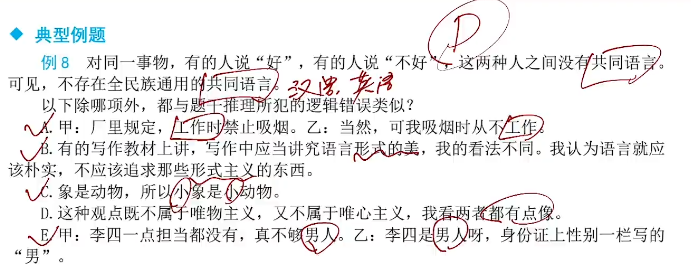 ◆ 典型例题
D
例8 对同一事物，有的人说“好”，有的人说“不好”，这两种人之间没有共同语言。
可见，不存在全民族通用的共同语言。汉语 英语
以下除哪项外，都与题干推理所犯的逻辑错误类似？
A.甲：厂里规定，工作时禁止吸烟。乙：当然，可我吸烟时从不工作。
B.有的写作教材上讲，写作中应当讲究语言形式的美，我的看法不同。我认为语言就应
该朴实，不应该追求那些形式主义的东西。
C.象是动物，所以小象是小动物。
D.这种观点既不属于唯物主义，又不属于唯心主义，我看两者都有点像。
E.甲：李四一点担当都没有，真不够男人。乙：李四是男人呀，身份证上性别一栏写的
“男”。